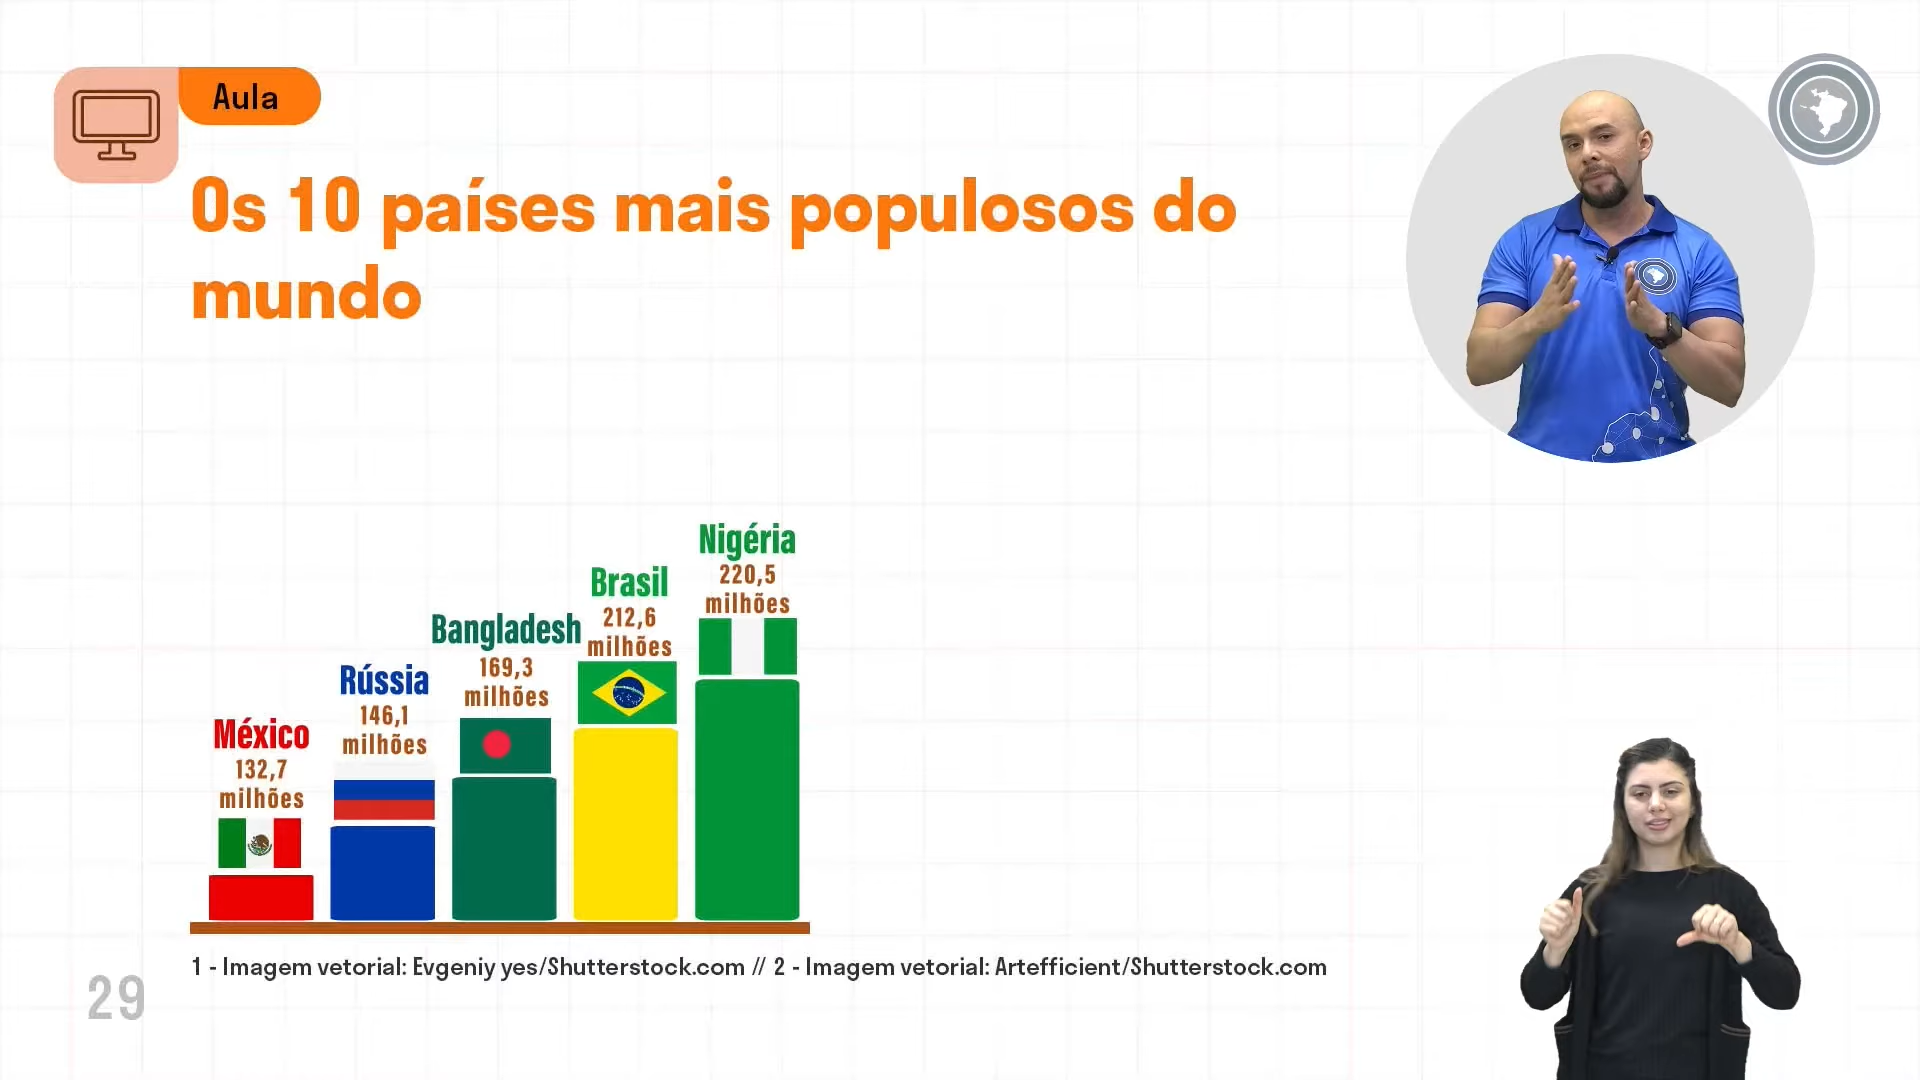 Aula
Os 10 países mais populosos do
mundo
Nigéria
220,5
milhões
Brasil
212,6
milhões
Bangladesh
169,3
milhões
Rússia
146,1
milhões
México
132,7
milhões
1 - Imagem vetorial: Evgeniy yes/Shutterstock.com // 2 - Imagem vetorial: Artefficient/Shutterstock.com
29